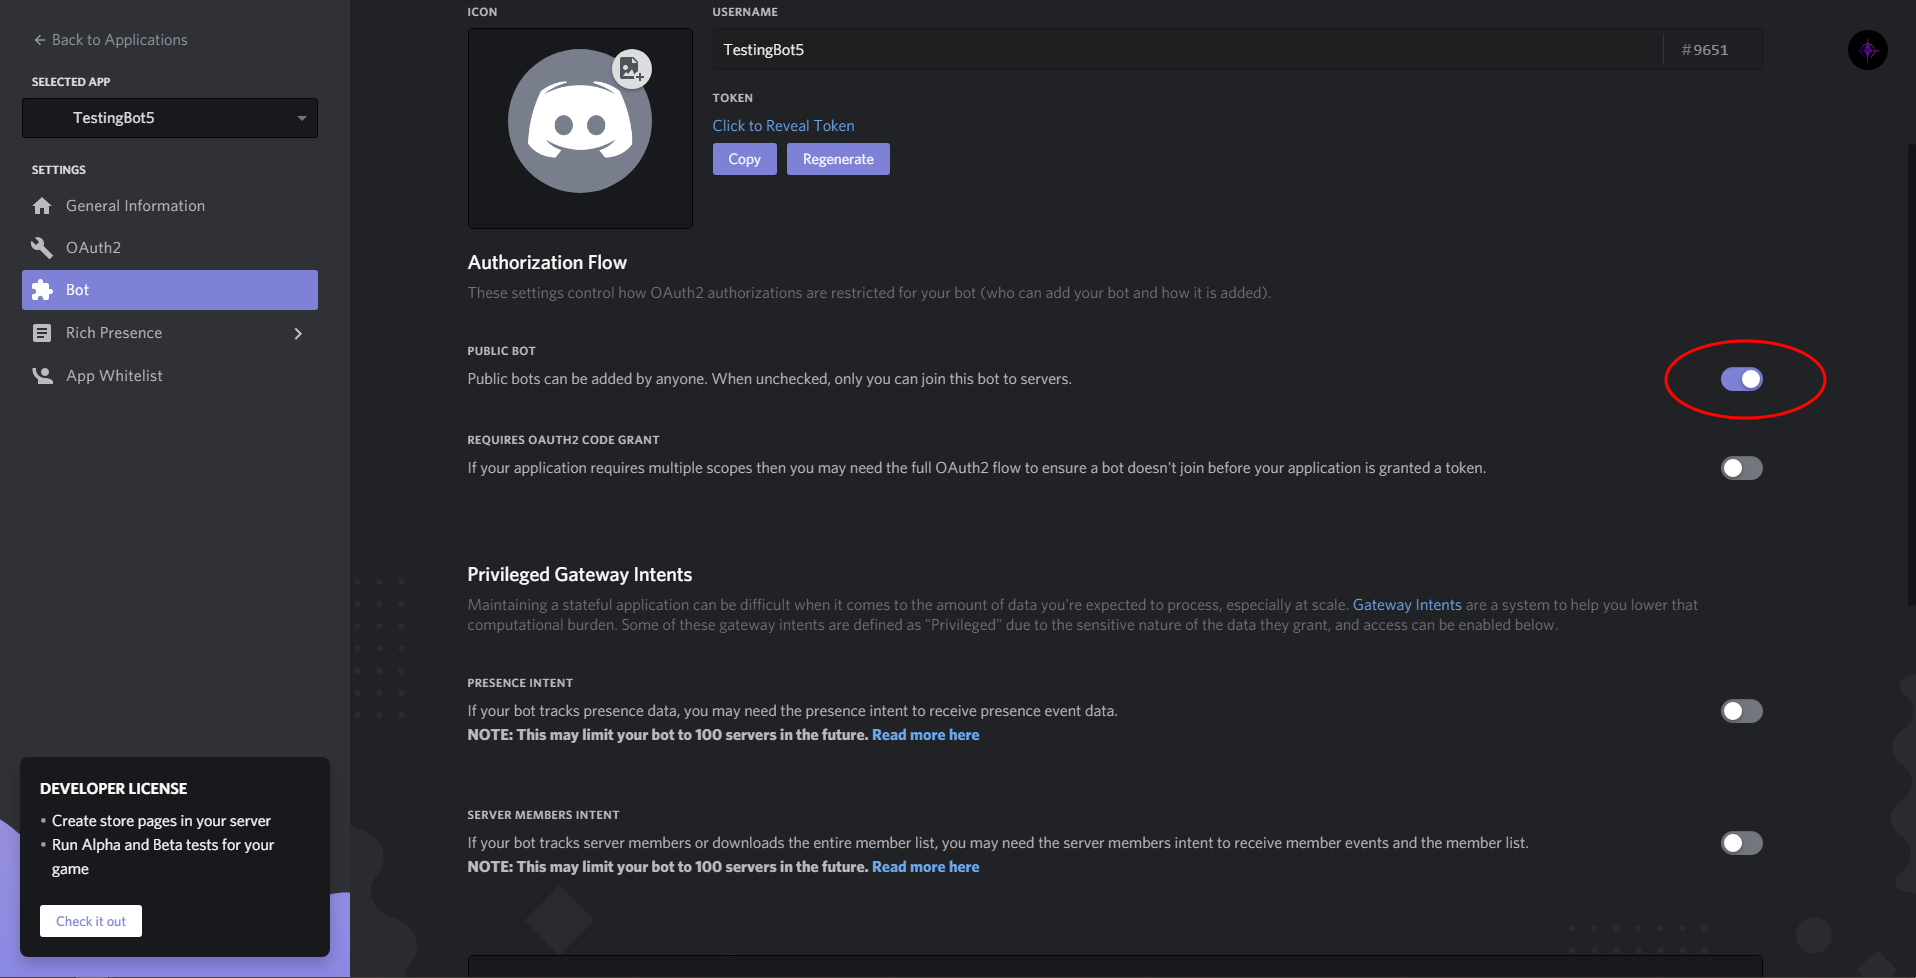 Back to Applications
SELECTED APP
TestingBot5
SETTINGS
General Information
OAuth2
Bot
Rich Presence
App Whitelist
DEVELOPER LICENSE
Create store pages in your server
Run Alpha and Beta tests for your
game
Check it out
ICON
USERNAME
TestingBot5
#9651
TOKEN
Click to Reveal Token
Copy
Regenerate
Authorization Flow
These settings control how OAuth2 authorizations are restricted for your bot (who can add your bot and how it is added).
PUBLIC BOT
Public bots can be added by anyone. When unchecked, only you can join this bot to servers.
REQUIRES OAUTH2 CODE GRANT
If your application requires multiple scopes then you may need the full OAuth2 flow to ensure a bot doesn't join before your application is granted a token.
Privileged Gateway Intents
Maintaining a stateful application can be difficult when it comes to the amount of data you're expected to process, especially at scale. Gateway Intents are a system to help you lower that
computational burden. Some of these gateway intents are defined as "Privileged" due to the sensitive nature of the data they grant, and access can be enabled below.
PRESENCE INTENT
If your bot tracks presence data, you may need the presence intent to receive presence event data.
NOTE: This may limit your bot to 100 servers in the future. Read more here
SERVER MEMBERS INTENT
If your bot tracks server members or downloads the entire member list, you may need the server members intent to receive member events and the member list.
NOTE: This may limit your bot to 100 servers in the future. Read more here